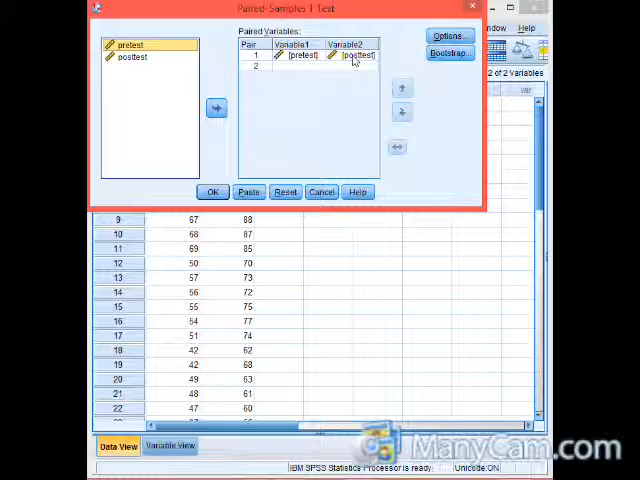 Paired-Samples T Test
Paired Variables:
pretest
posttest
Pair Variable1 Variable2
1 [pretest] [posttest]
2
Options...
Bootstrap...
OK Paste Reset Cancel Help
Help
2 of 2 Variables
var
9 67 88
10 68 87
11 69 85
12 50 70
13 57 73
14 56 72
15 55 75
16 54 77
17 51 74
18 42 62
19 42 68
20 49 63
21 48 61
22 47 60
Data View Variable View
IBM SPSS Statistics Processor is ready Unicode:ON
ManyCam.com